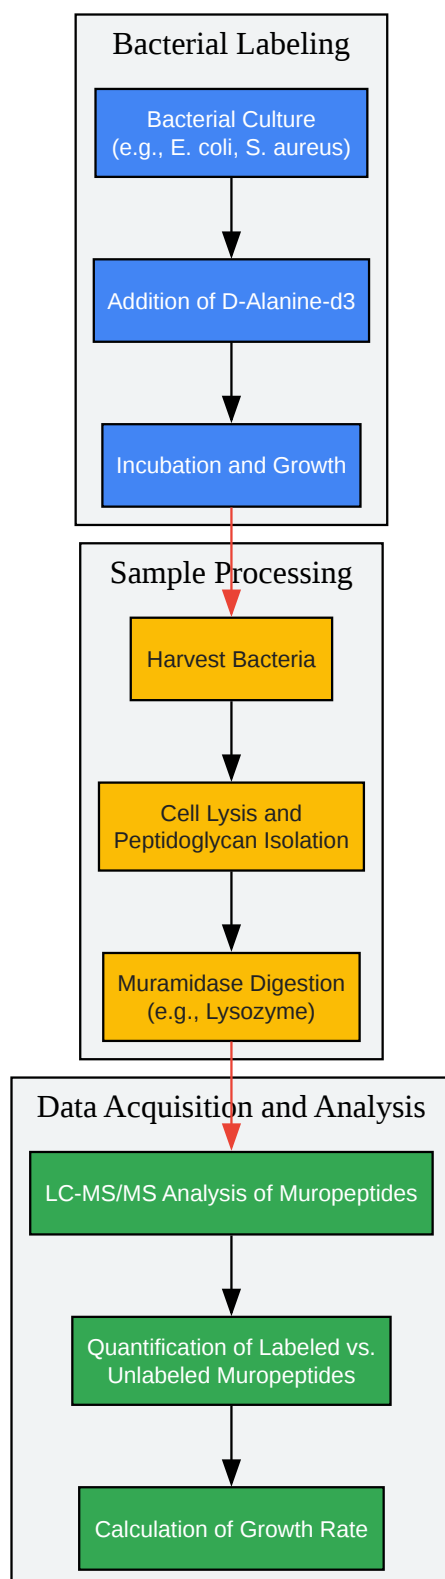 Bacterial Labeling
Bacterial Culture
(e.g., E. coli, S. aureus)
Addition of D-Alanine-d3
Incubation and Growth
Sample Processing
Harvest Bacteria
Cell Lysis and
Peptidoglycan Isolation
Muramidase Digestion
(e.g., Lysozyme)
Data Acquisition and Analysis
LC-MS/MS Analysis of Muropeptides
Quantification of Labeled vs.
Unlabeled Muropeptides
Calculation of Growth Rate